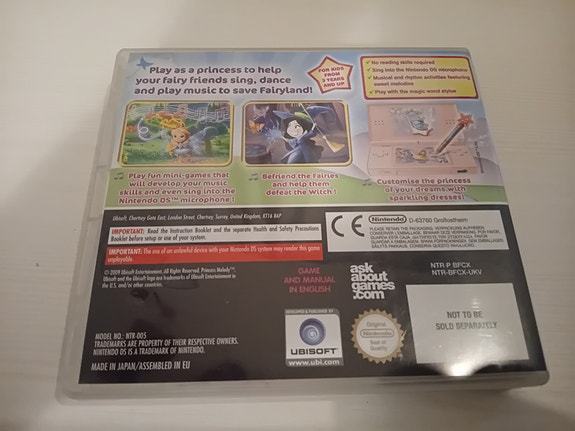 Play as a princess to help
your fairy friends sing, dance
and play music to save Fairyland!
FOR KIDS
FROM
3 YEARS
AND UP
No reading skills required
Sing into the Nintendo DS microphone
Musical and rhythm activities featuring
sweet melodies
Play with the magic wand stylus
Play fun mini-games that
will develop your music
skills and even sing into the
Nintendo DS™ microphone!
Befriend the Fairies and
help them
defeat the Witch!
Customise the princess
of your dreams with
sparkling dresses!
Ubisoft, Chertsey Gate East, London Street, Chertsey, Surrey, United Kingdom, KT16 8AP
IMPORTANT: Read the Instruction Booklet and the separate Health and Safety Precautions
Booklet before setup or use of your system.
IMPORTANT: The use of an unlawful device with your Nintendo DS system may render this game
unplayable.
© 2009 Ubisoft Entertainment. All Rights Reserved. Princess Melody™,
Ubisoft and the Ubisoft logo are trademarks of Ubisoft Entertainment in
the U.S. and/or other countries.
CE
Nintendo
D-63760 Großostheim
PLEASE RETAIN THE PACKAGING.
GAME
AND MANUAL
IN ENGLISH
ask
about
games
.com
NTR-P BFCX
NTR-BFCX-UKV
NOT TO BE
SOLD SEPARATELY
DEVELOPED & PUBLISHED BY
UBISOFT
www.ubi.com
Original
Nintendo
Seal of
Quality
MODEL NO.: NTR-005
TRADEMARKS ARE PROPERTY OF THEIR RESPECTIVE OWNERS.
NINTENDO DS IS A TRADEMARK OF NINTENDO.
MADE IN JAPAN/ASSEMBLED IN EU